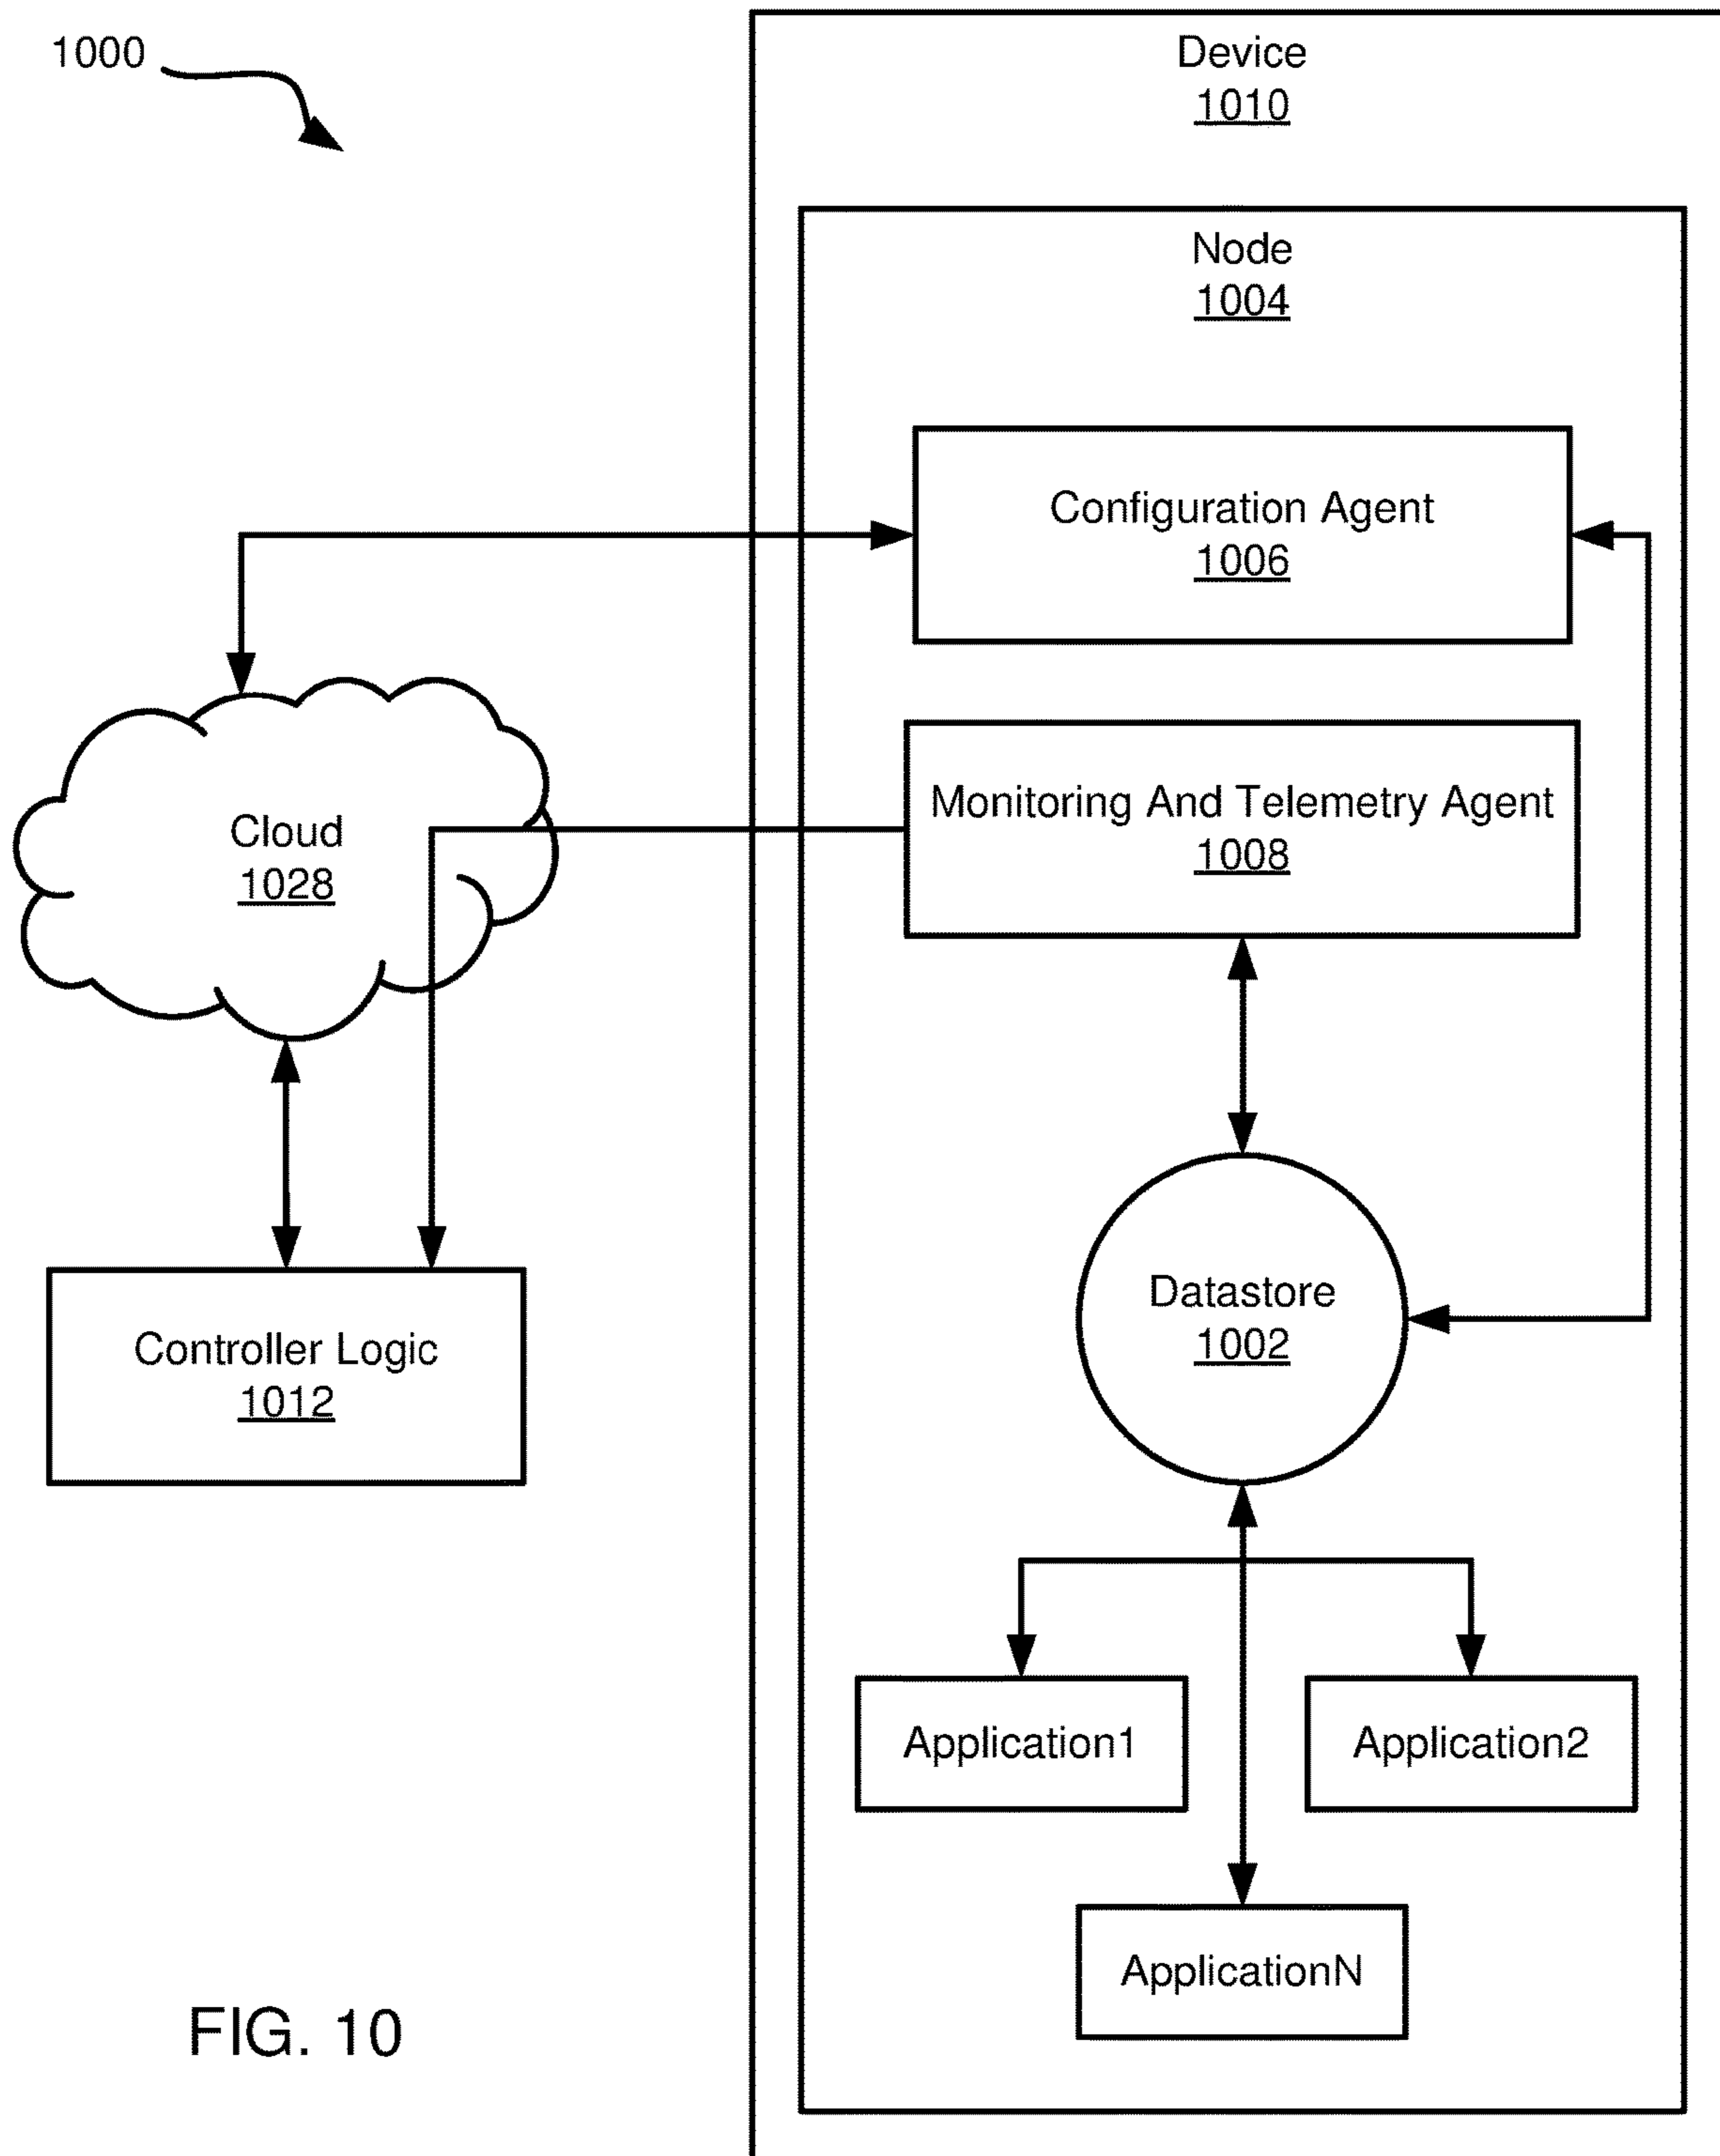 1000
Device
1010
Node
1004
Configuration Agent
1006
Monitoring And Telemetry Agent
1008
Cloud
1028
Datastore
1002
Controller Logic
1012
Application1
Application2
ApplicationN
FIG. 10